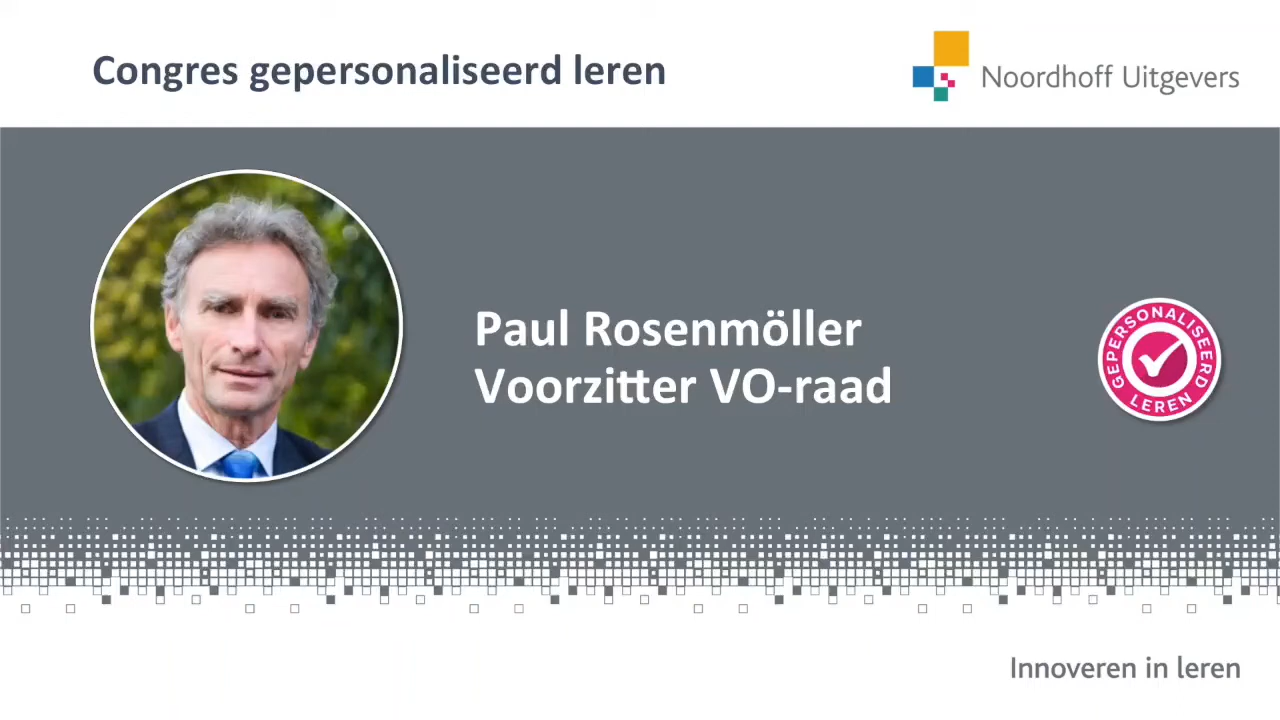 Congres gepersonaliseerd leren
Noordhoff Uitgevers
Paul Rosenmöller
Voorzitter VO-raad
GEPERSONALISEERD
LEREN
Innoveren in leren